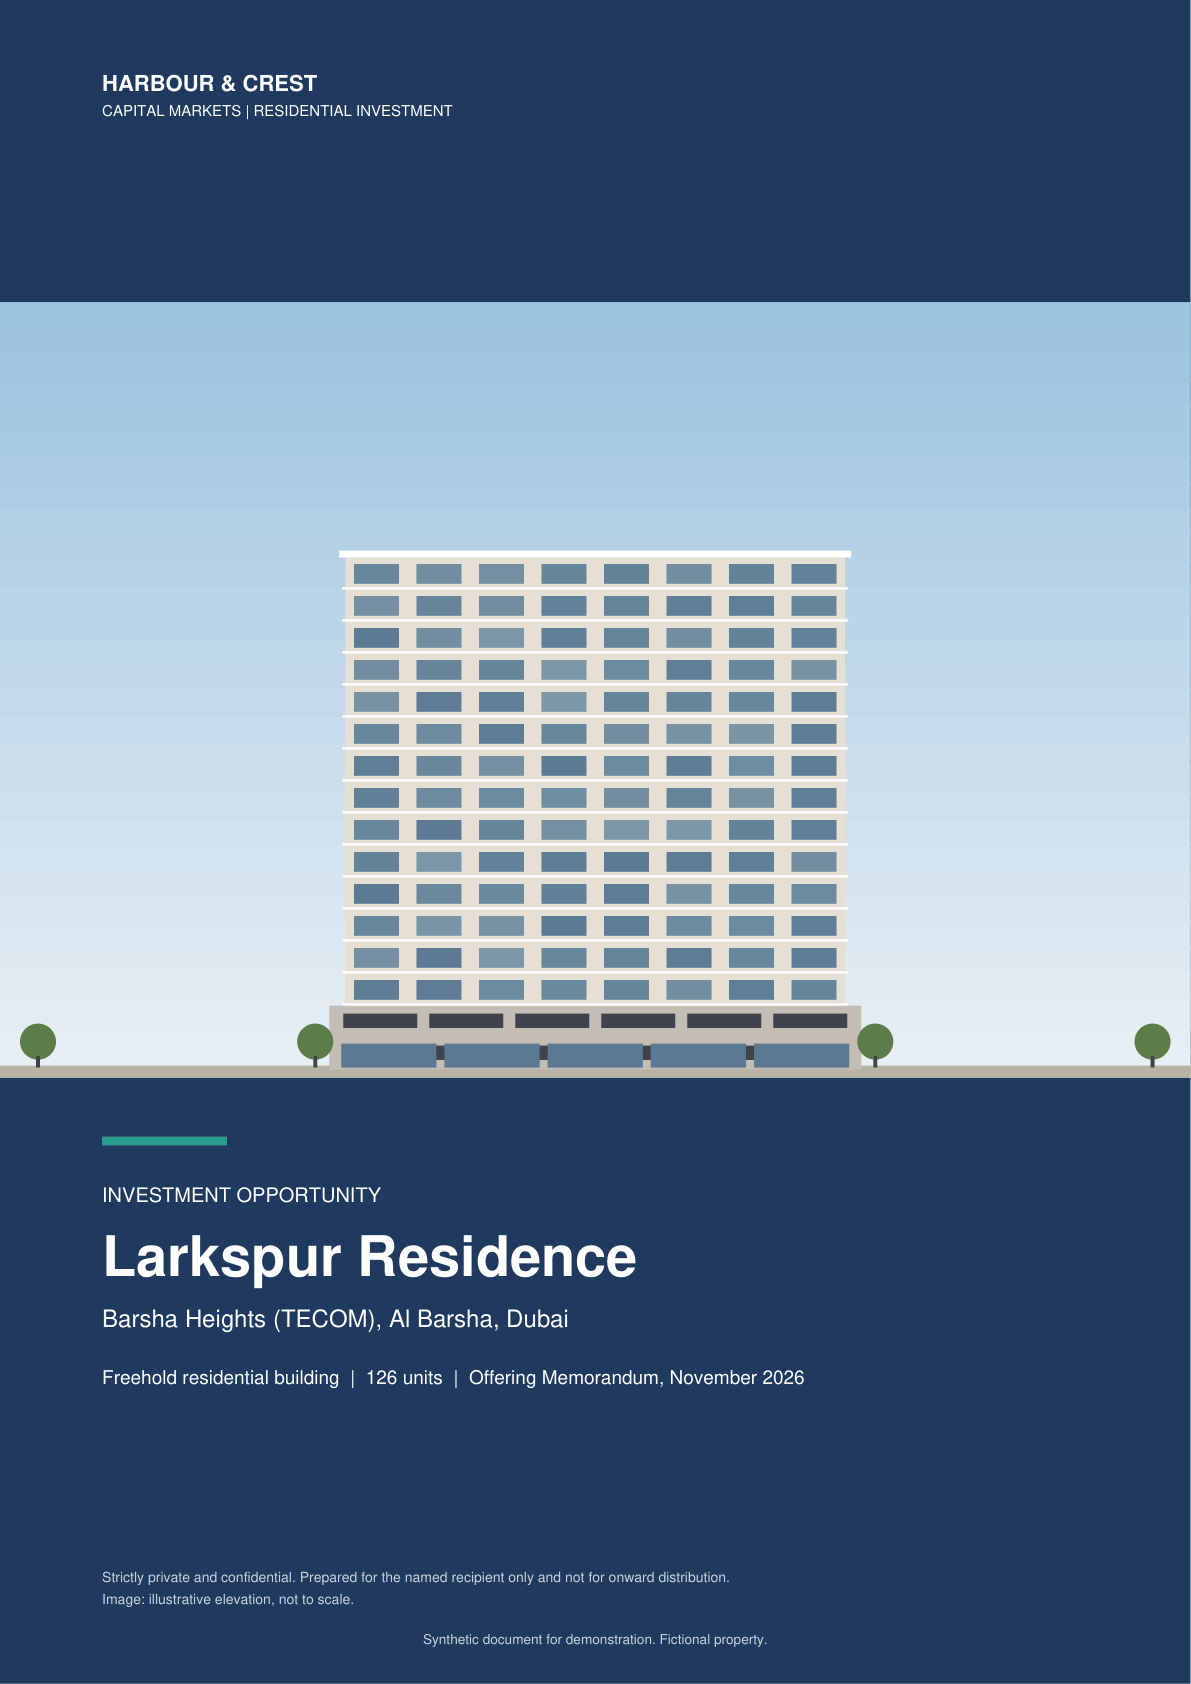 HARBOUR & CREST
CAPITAL MARKETS | RESIDENTIAL INVESTMENT
INVESTMENT OPPORTUNITY
Larkspur Residence
Barsha Heights (TECOM), Al Barsha, Dubai
Freehold residential building | 126 units | Offering Memorandum, November 2026
Strictly private and confidential. Prepared for the named recipient only and not for onward distribution.
Image: illustrative elevation, not to scale.
Synthetic document for demonstration. Fictional property.